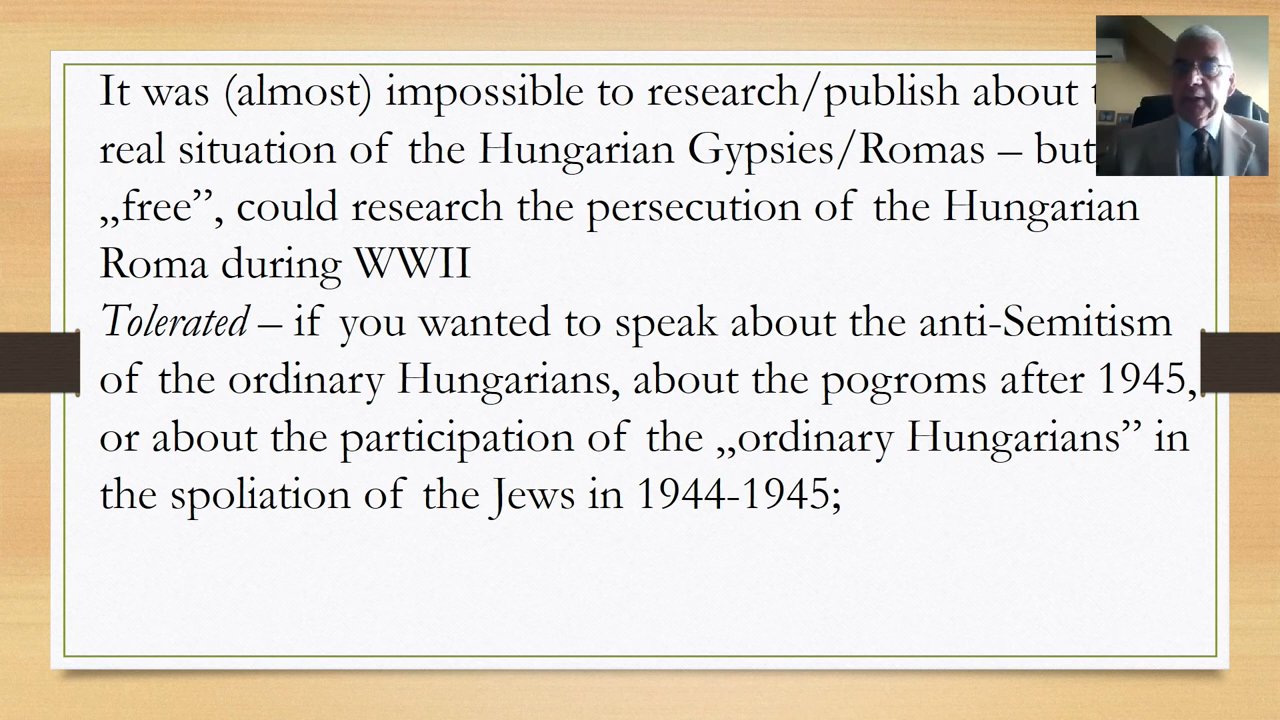 It was (almost) impossible to research/publish about
real situation of the Hungarian Gypsies/Romas – but
„free”, could research the persecution of the Hungarian
Roma during WWII
Tolerated – if you wanted to speak about the anti-Semitism
of the ordinary Hungarians, about the pogroms after 1945,
or about the participation of the „ordinary Hungarians” in
the spoliation of the Jews in 1944-1945;